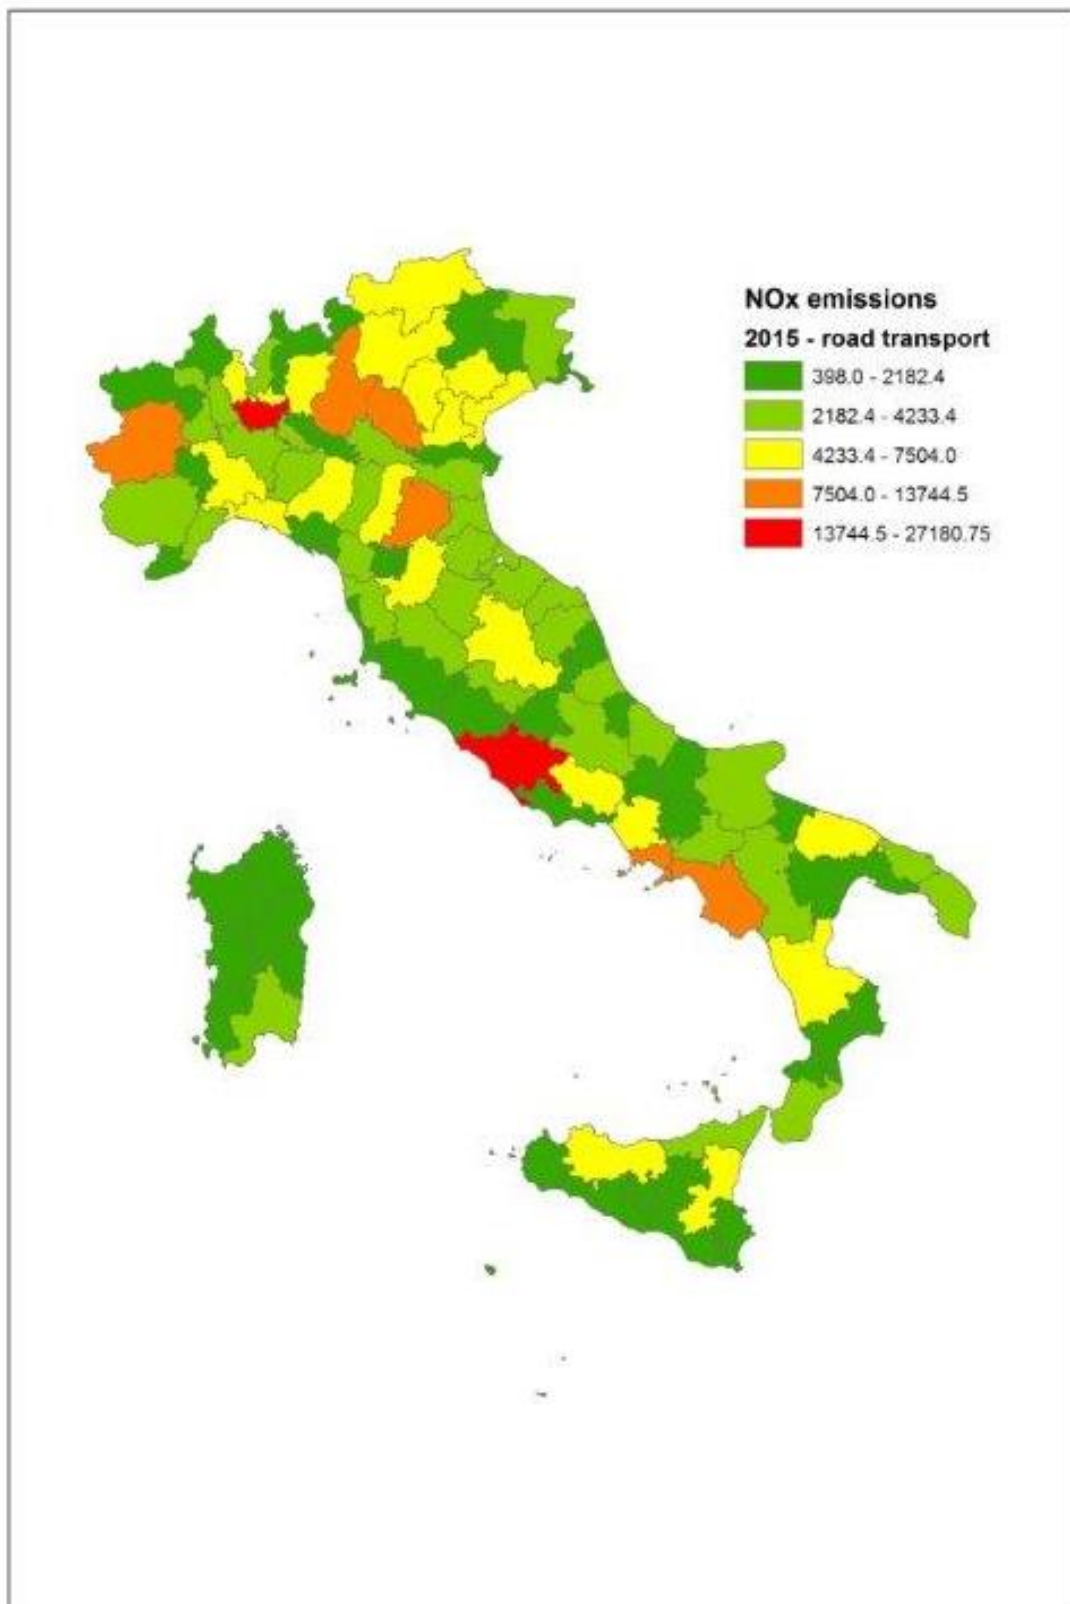 NOx emissions
2015 - road transport
398.0 - 2182.4
2182.4 - 4233.4
4233.4 - 7504.0
7504.0 - 13744.5
13744.5 - 27180.75